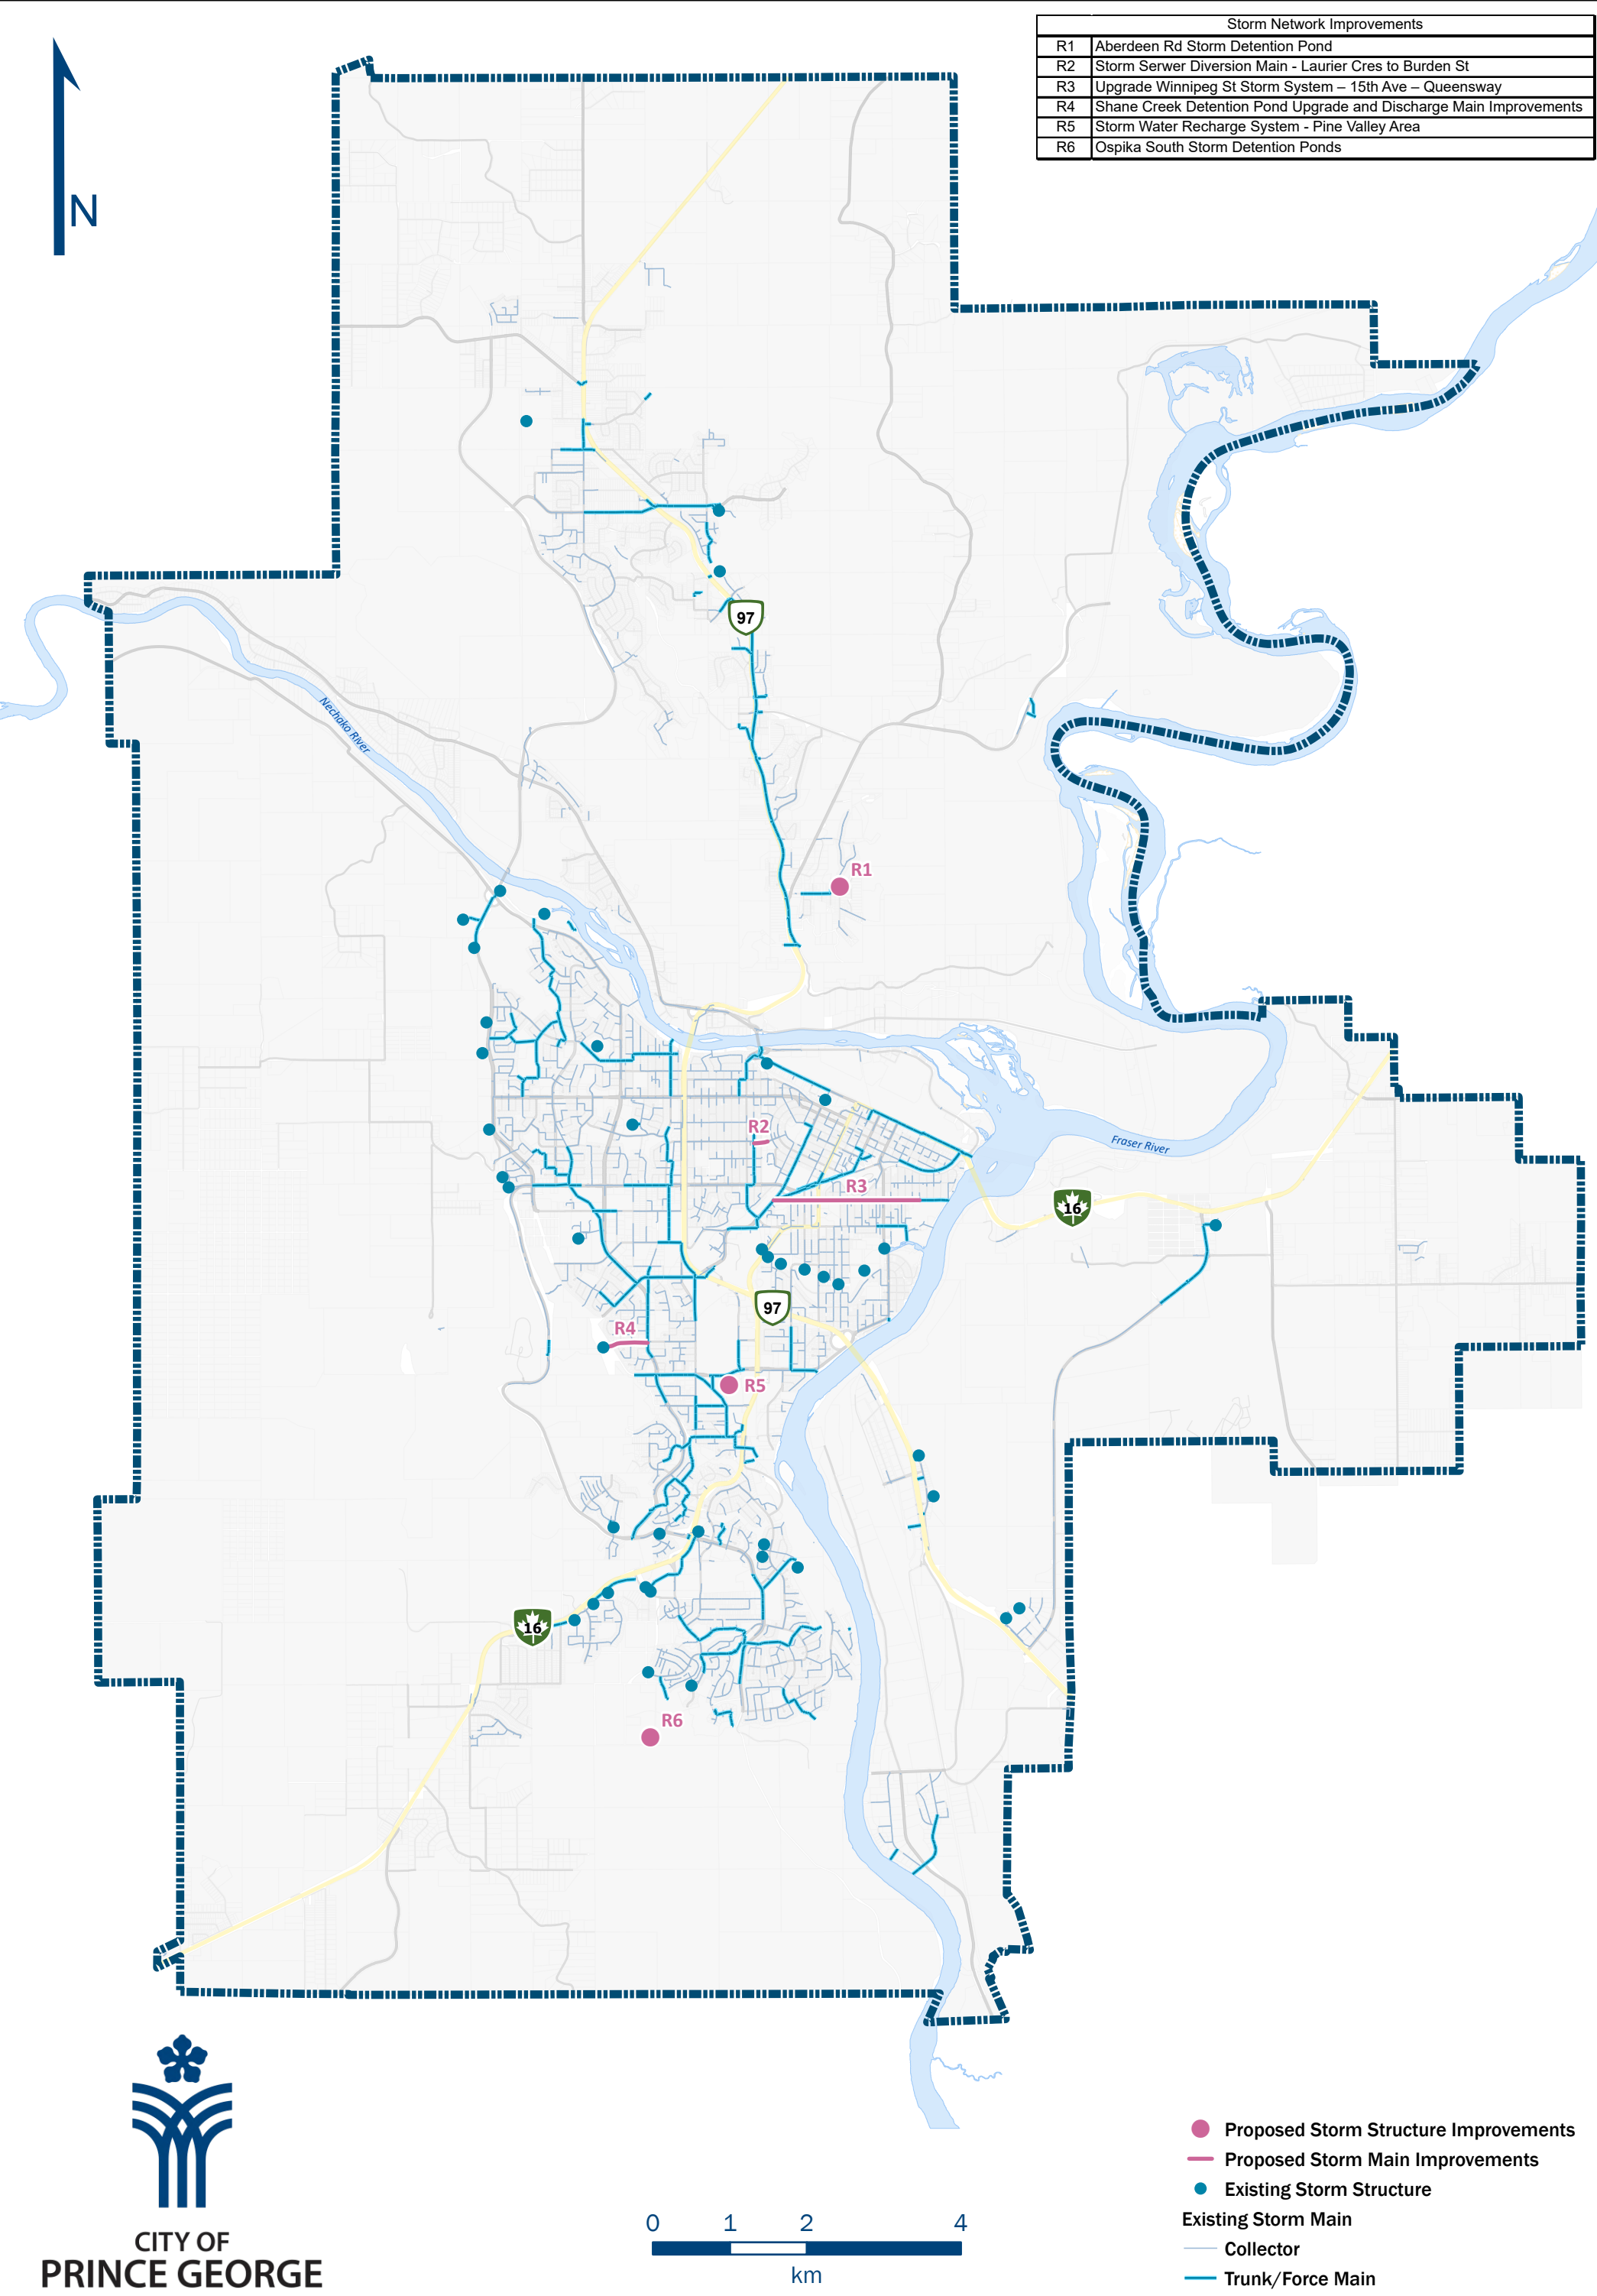 Storm Network Improvements
R1 Aberdeen Rd Storm Detention Pond
R2 Storm Serwer Diversion Main - Laurier Cres to Burden St
R3 Upgrade Winnipeg St Storm System – 15th Ave – Queensway
R4 Shane Creek Detention Pond Upgrade and Discharge Main Improvements
R5 Storm Water Recharge System - Pine Valley Area
R6 Ospika South Storm Detention Ponds
N
97
Nechako River
R1
R2
Fraser River
R3
16
97
R4
R5
16
R6
CITY OF
PRINCE GEORGE
0 1 2 4
km
Proposed Storm Structure Improvements
Proposed Storm Main Improvements
Existing Storm Structure
Existing Storm Main
Collector
Trunk/Force Main